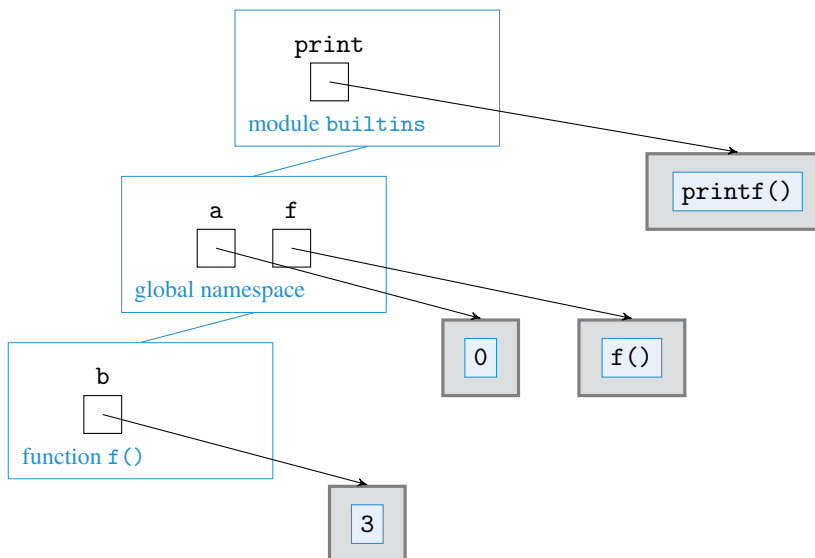 print
module builtins
printf()
a f
global namespace
0 f()
b
function f()
3